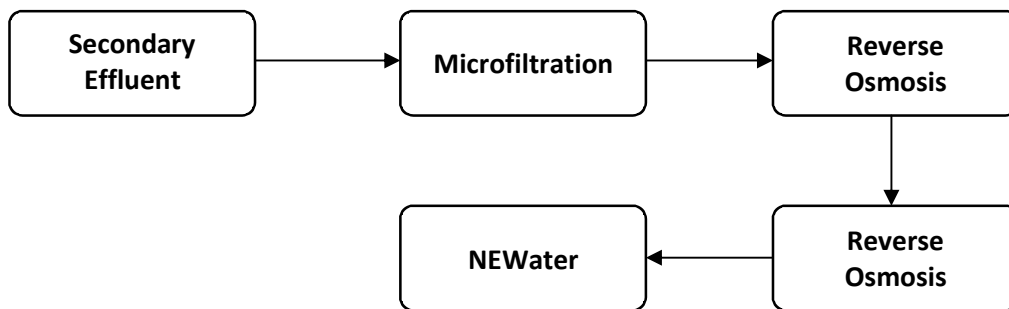 Secondary
Effluent
Microfiltration
Reverse
Osmosis
NEWater
Reverse
Osmosis